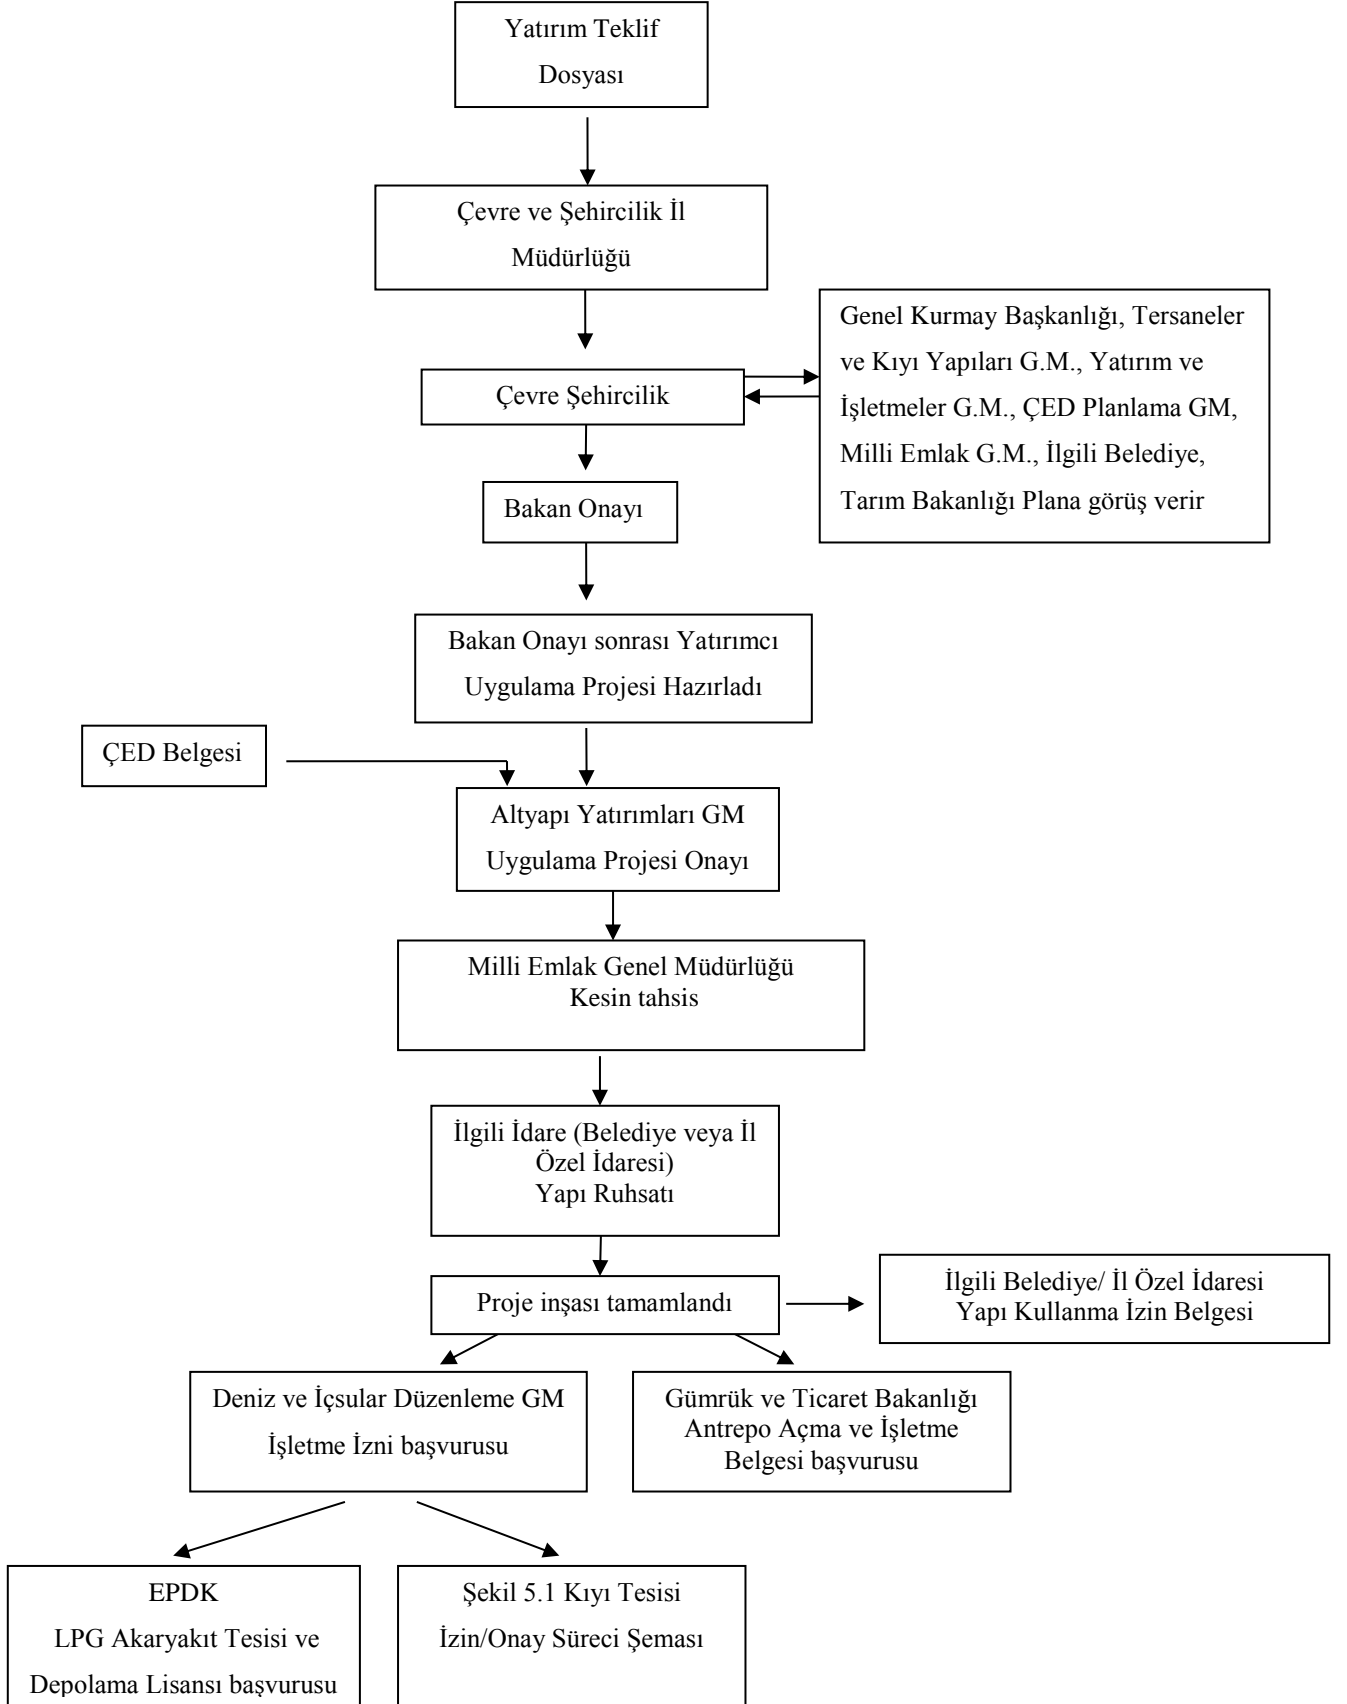 Yatırım Teklif
Dosyası
Çevre ve Şehircilik İl
Müdürlüğü
Genel Kurmay Başkanlığı, Tersaneler
ve Kıyı Yapıları G.M., Yatırım ve
İşletmeler G.M., ÇED Planlama GM,
Milli Emlak G.M., İlgili Belediye,
Tarım Bakanlığı Plana görüş verir
Çevre Şehircilik
Bakan Onayı
Bakan Onayı sonrası Yatırımcı
Uygulama Projesi Hazırladı
ÇED Belgesi
Altyapı Yatırımları GM
Uygulama Projesi Onayı
Milli Emlak Genel Müdürlüğü
Kesin tahsis
İlgili İdare (Belediye veya İl
Özel İdaresi)
Yapı Ruhsatı
Proje inşası tamamlandı
İlgili Belediye/ İl Özel İdaresi
Yapı Kullanma İzin Belgesi
Deniz ve İçsular Düzenleme GM
İşletme İzni başvurusu
Gümrük ve Ticaret Bakanlığı
Antrepo Açma ve İşletme
Belgesi başvurusu
EPDK
LPG Akaryakıt Tesisi ve
Depolama Lisansı başvurusu
Şekil 5.1 Kıyı Tesisi
İzin/Onay Süreci Şeması